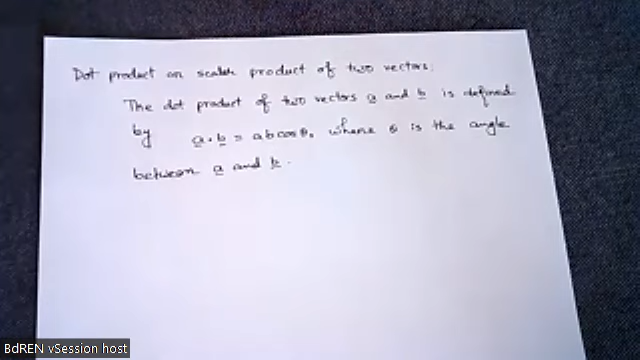 Dot product or scalar product of two vectors:
The dot product of two vectors a and b is defined
by a . b = ab cos θ, where θ is the angle
between a and b.
BdREN vSession host